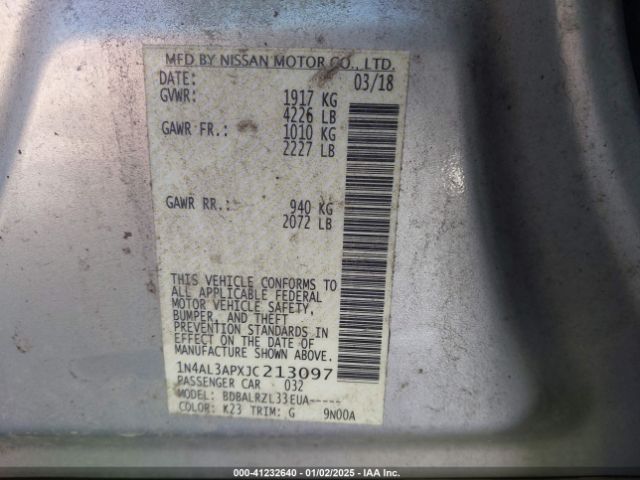 MFD BY NISSAN MOTOR CO., LTD.
DATE: 03/18
GVWR: 1917 KG
4226 LB
GAWR FR.: 1010 KG
2227 LB
GAWR RR.: 940 KG
2072 LB
THIS VEHICLE CONFORMS TO
ALL APPLICABLE FEDERAL
MOTOR VEHICLE SAFETY,
BUMPER, AND THEFT
PREVENTION STANDARDS IN
EFFECT ON THE DATE OF
MANUFACTURE SHOWN ABOVE.
1N4AL3APXJC213097
PASSENGER CAR 032
MODEL: BDBALRZL33EUA-----
COLOR: K23 TRIM: G 9N00A
000-41232640 - 01/02/2025 - IAA Inc.